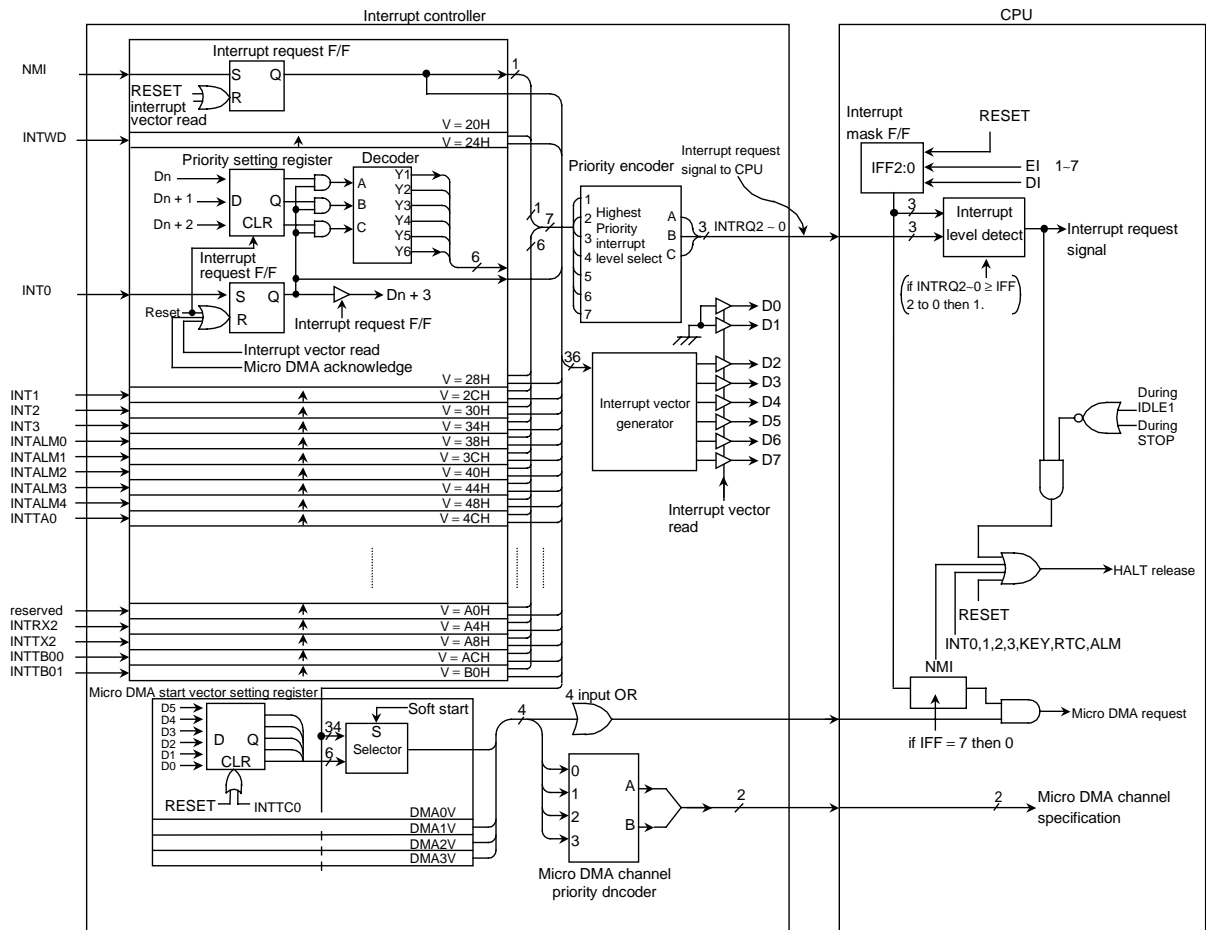 Interrupt controller
CPU
Interrupt request F/F
NMI
S
Q
R
RESET
interrupt
vector read
1
V = 20H
INTWD
V = 24H
Priority setting register
Decoder
Dn
Dn + 1
Dn + 2
D
Q
CLR
A
B
C
Y1
Y2
Y3
Y4
Y5
Y6
6
Interrupt
request F/F
INT0
S
Q
R
Reset
Dn + 3
Interrupt request F/F
Interrupt vector read
Micro DMA acknowledge
V = 28H
INT1
V = 2CH
INT2
V = 30H
INT3
V = 34H
INTALM0
V = 38H
INTALM1
V = 3CH
INTALM2
V = 40H
INTALM3
V = 44H
INTALM4
V = 48H
INTTA0
V = 4CH
reserved
V = A0H
INTRX2
V = A4H
INTTX2
V = A8H
INTTB00
V = ACH
INTTB01
V = B0H
1
7
6
Priority encoder
1
2
3
4
5
6
7
Highest
Priority
interrupt
level select
A
B
C
3
INTRQ2 ~ 0
Interrupt request
signal to CPU
36
Interrupt vector
generator
D0
D1
D2
D3
D4
D5
D6
D7
Interrupt vector
read
Interrupt
mask F/F
IFF2:0
RESET
EI 1~7
DI
3
3
Interrupt
level detect
Interrupt request
signal
if INTRQ2~0 ≥ IFF
2 to 0 then 1.
During
IDLE1
During
STOP
HALT release
RESET
INT0,1,2,3,KEY,RTC,ALM
NMI
if IFF = 7 then 0
Micro DMA request
Micro DMA start vector setting register
D5
D4
D3
D2
D1
D0
D
Q
CLR
RESET
INTTC0
34
6
Soft start
S
Selector
DMA0V
DMA1V
DMA2V
DMA3V
4
4 input OR
0
1
2
3
A
B
2
2
Micro DMA channel
specification
Micro DMA channel
priority dncoder